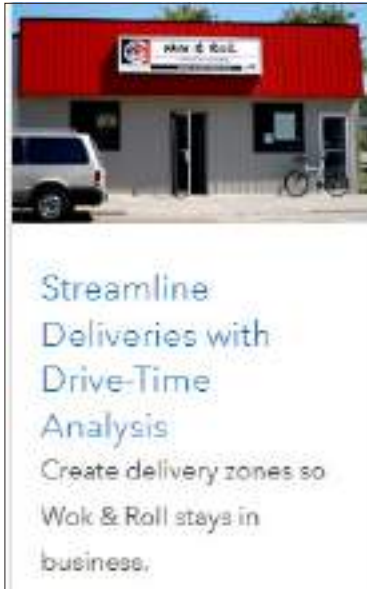 Wok & Roll
Streamline
Deliveries with
Drive-Time
Analysis
Create delivery zones so
Wok & Roll stays in
business.